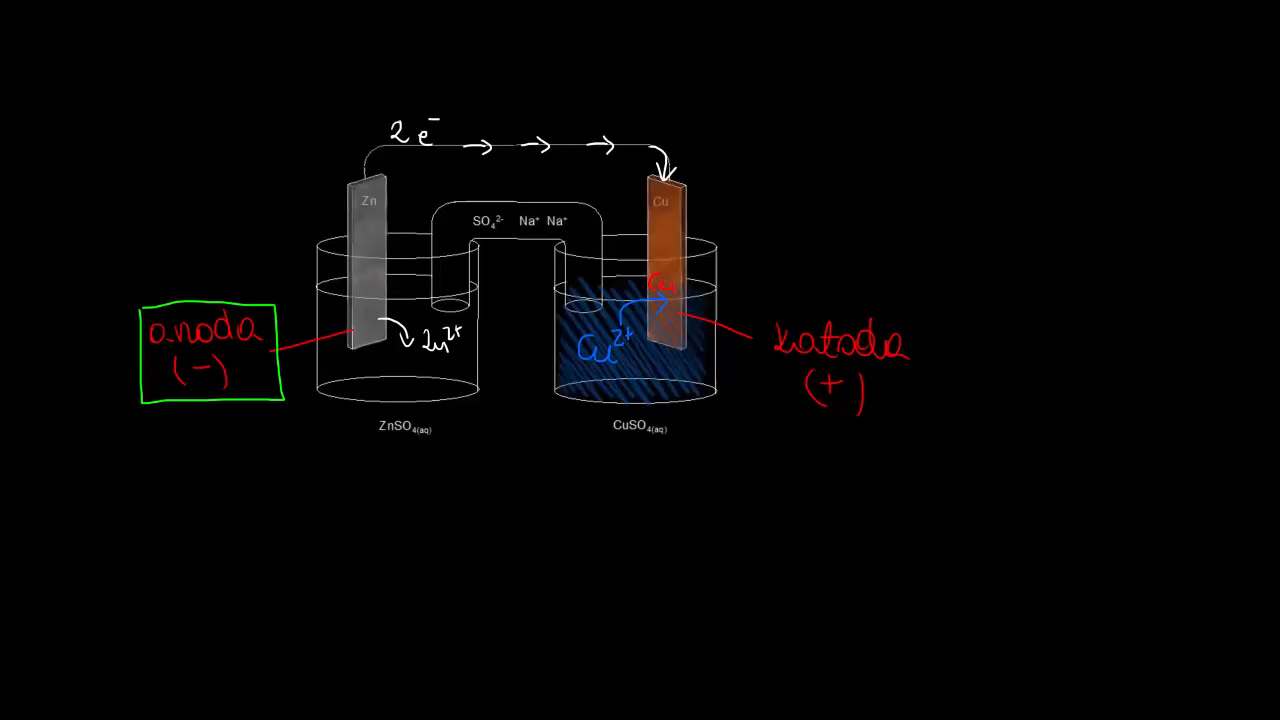 2 e⁻
Zn
Cu
SO₄²⁻ Na⁺ Na⁺
Cu
anoda
(-)
Zn²⁺
Cu²⁺
katoda
(+)
ZnSO₄(aq)
CuSO₄(aq)